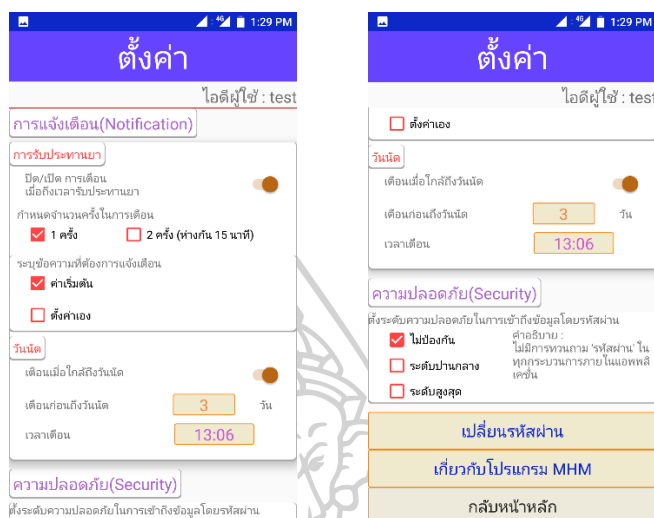 4G 1:29 PM
ตั้งค่า
ไอดีผู้ใช้ : test
การแจ้งเตือน(Notification)
การรับประทานยา
ปิด/เปิด การเตือน
เมื่อถึงเวลารับประทานยา
กำหนดจำนวนครั้งในการเตือน
1 ครั้ง
2 ครั้ง (ห่างกัน 15 นาที)
ระบุข้อความที่ต้องการแจ้งเตือน
ค่าเริ่มต้น
ตั้งค่าเอง
วันนัด
เตือนเมื่อใกล้ถึงวันนัด
เตือนก่อนถึงวันนัด 3 วัน
เวลาเตือน 13:06
ความปลอดภัย(Security)
ตั้งระดับความปลอดภัยในการเข้าถึงข้อมูลโดยรหัสผ่าน
4G 1:29 PM
ตั้งค่า
ไอดีผู้ใช้ : test
ตั้งค่าเอง
วันนัด
เตือนเมื่อใกล้ถึงวันนัด
เตือนก่อนถึงวันนัด 3 วัน
เวลาเตือน 13:06
ความปลอดภัย(Security)
ตั้งระดับความปลอดภัยในการเข้าถึงข้อมูลโดยรหัสผ่าน
ไม่ป้องกัน
ระดับปานกลาง
ระดับสูงสุด
คำอธิบาย :
ไม่มีการทวนถาม 'รหัสผ่าน' ใน
ทุกกระบวนการภายในแอพพลิ
เคชั่น
เปลี่ยนรหัสผ่าน
เกี่ยวกับโปรแกรม MHM
กลับหน้าหลัก